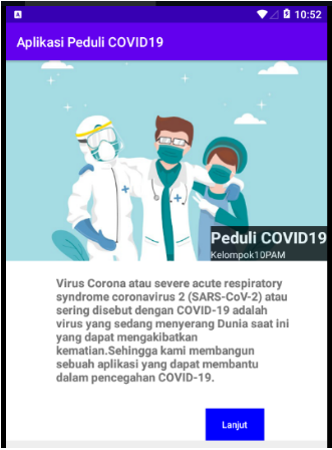 10:52
Aplikasi Peduli COVID19
Peduli COVID19
Kelompok10PAM
Virus Corona atau severe acute respiratory
syndrome coronavirus 2 (SARS-CoV-2) atau
sering disebut dengan COVID-19 adalah
virus yang sedang menyerang Dunia saat ini
yang dapat mengakibatkan
kematian.Sehingga kami membangun
sebuah aplikasi yang dapat membantu
dalam pencegahan COVID-19.
Lanjut